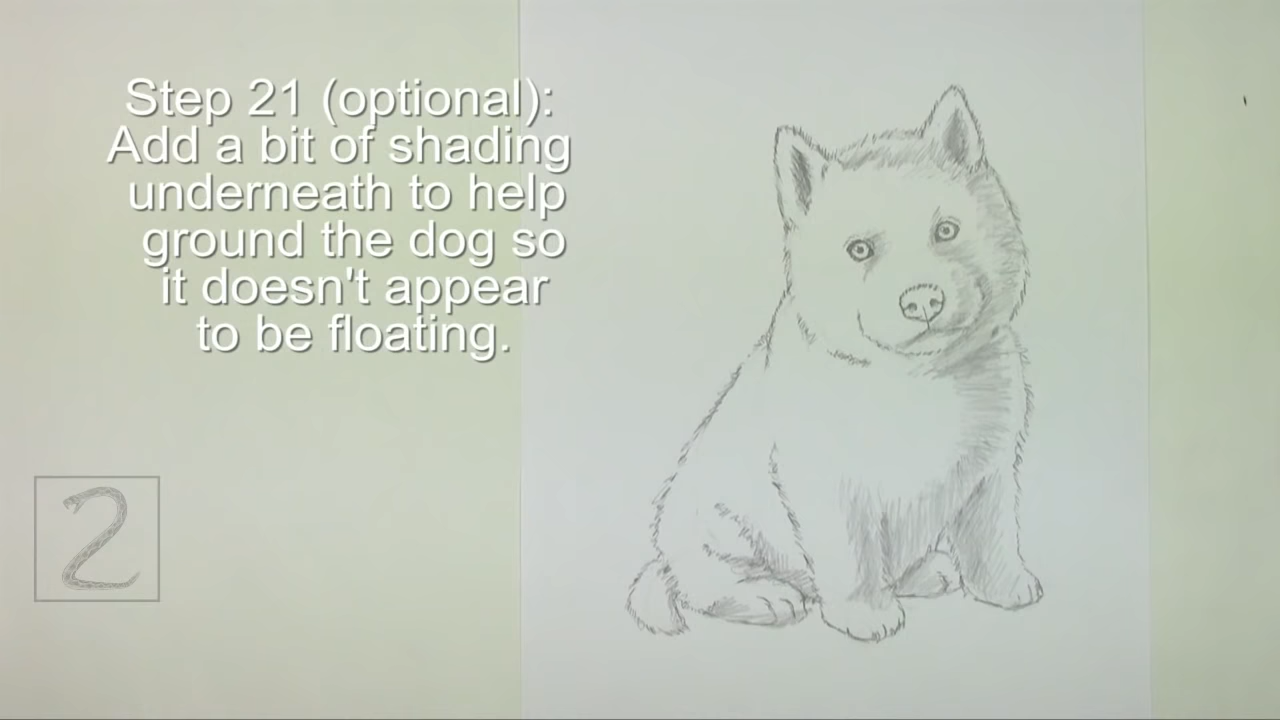 Step 21 (optional):
Add a bit of shading
underneath to help
ground the dog so
it doesn't appear
to be floating.
2